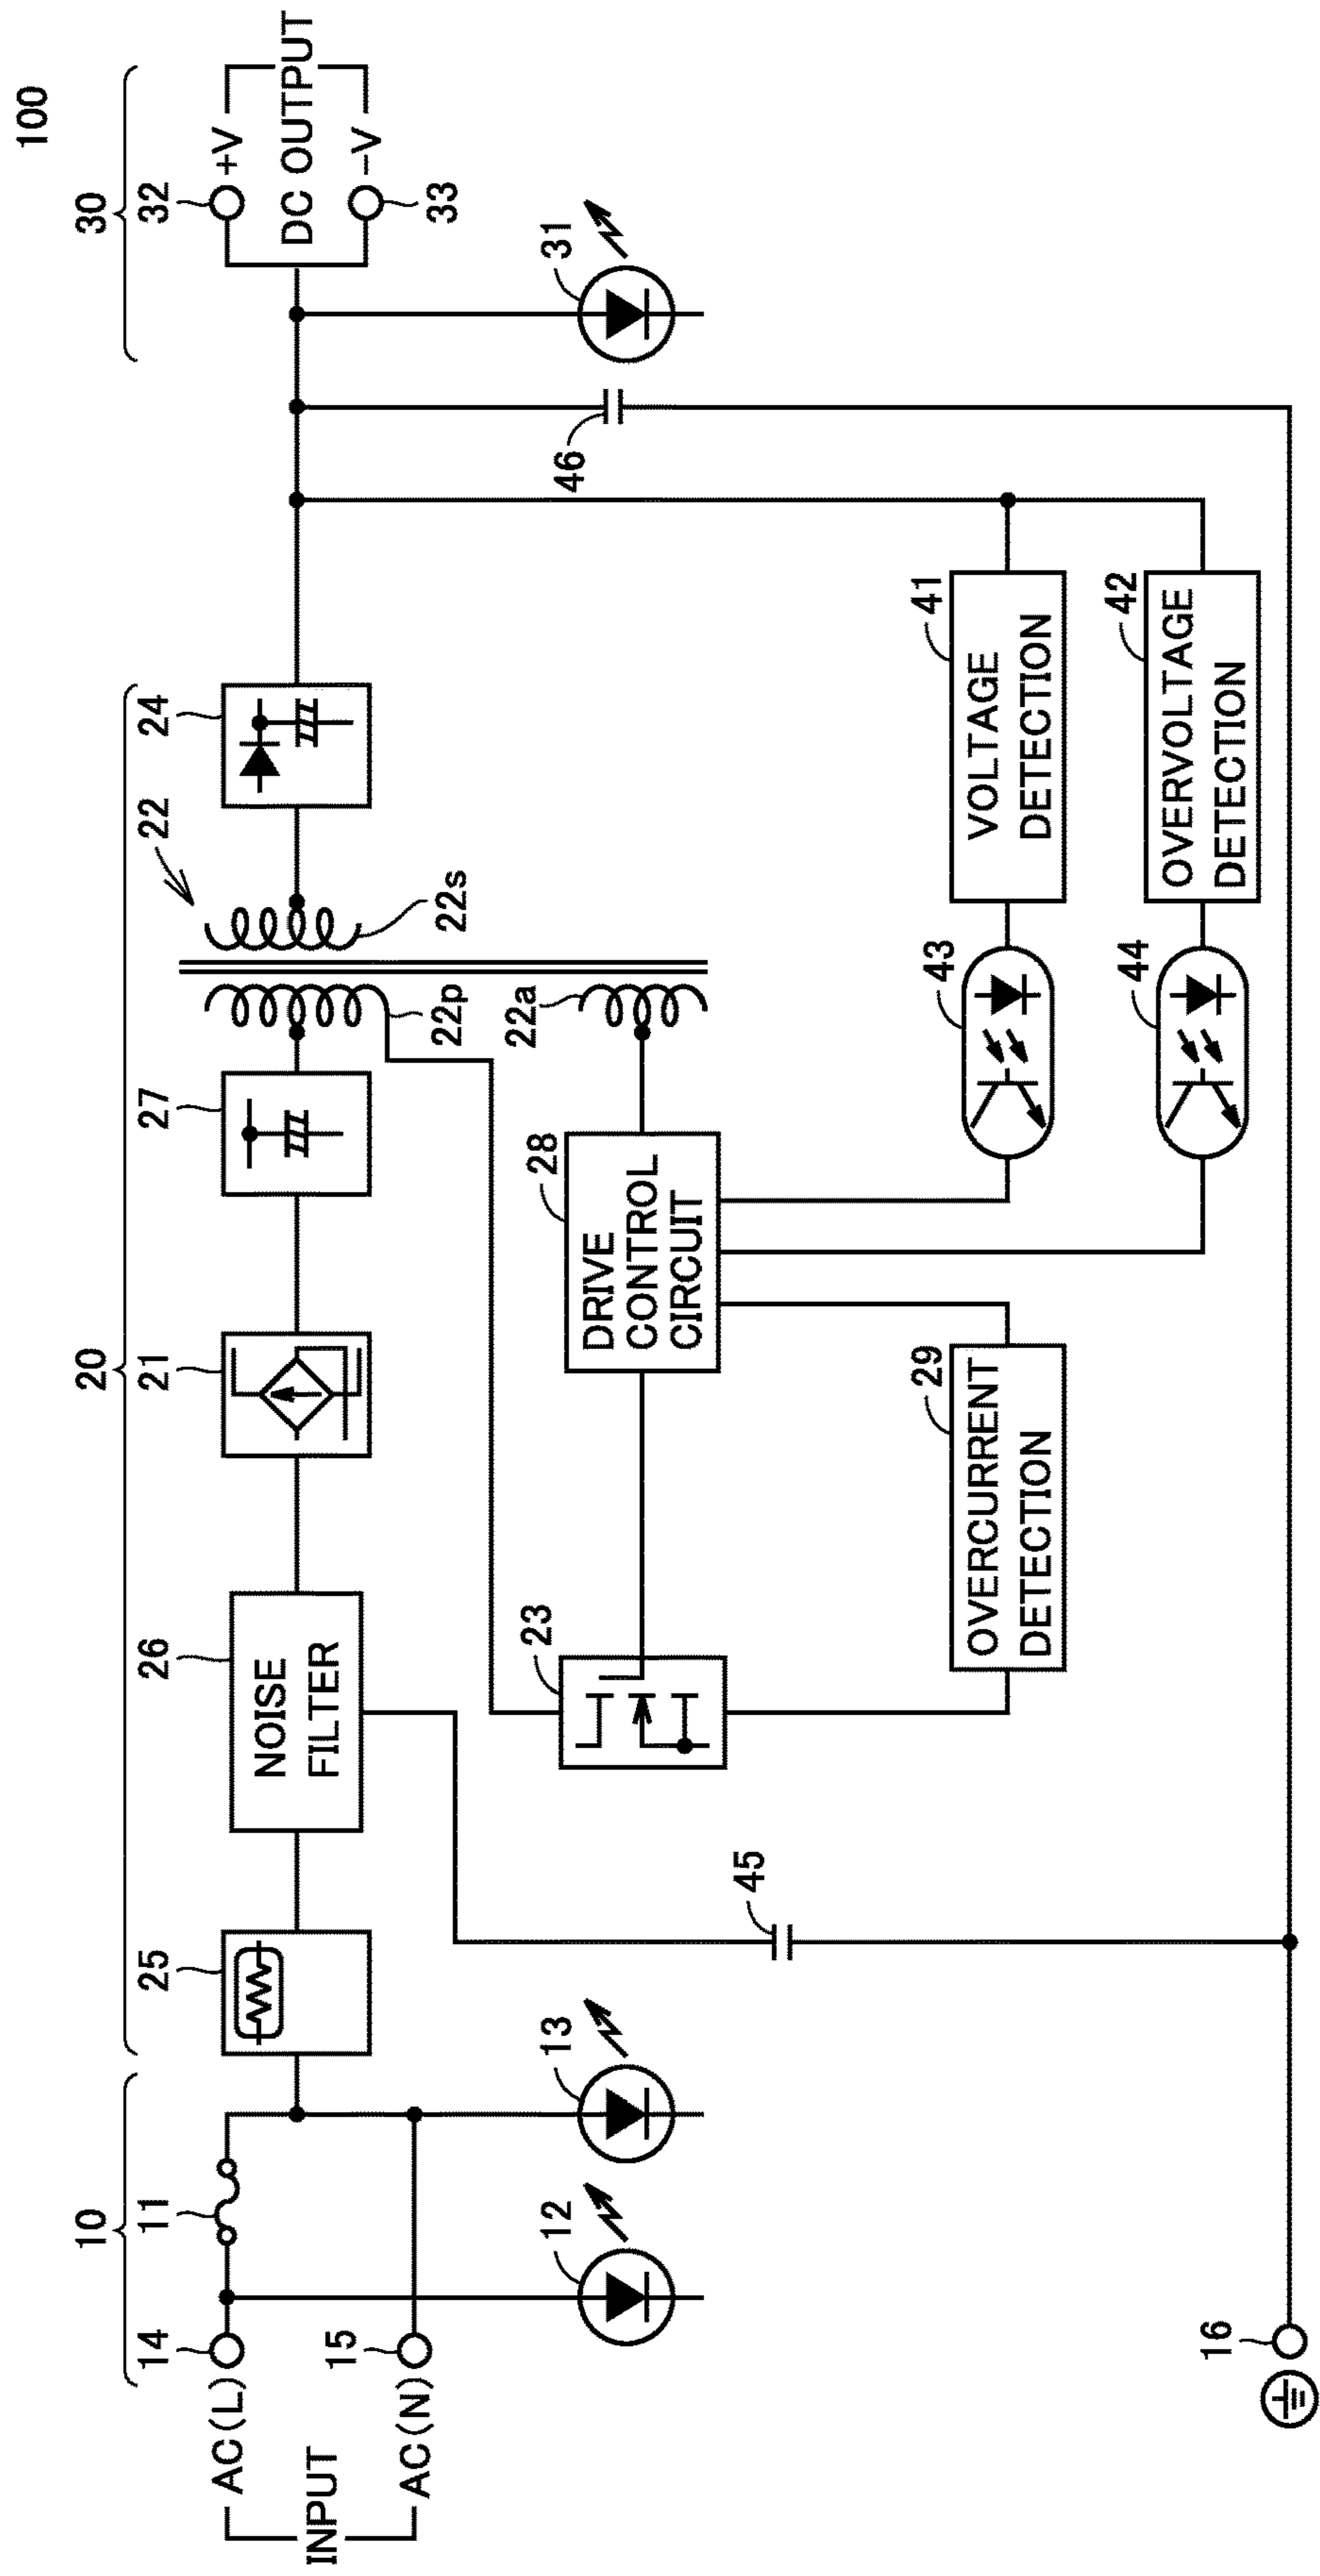 100
10
20
30
14
11
25
26
21
27
22
24
32
AC(L)
+V
INPUT
NOISE
FILTER
DC OUTPUT
15
AC(N)
-V
33
22p
22s
12
13
23
28
22a
31
DRIVE
CONTROL
CIRCUIT
46
45
29
43
41
OVERCURRENT
DETECTION
VOLTAGE
DETECTION
44
42
OVERVOLTAGE
DETECTION
16